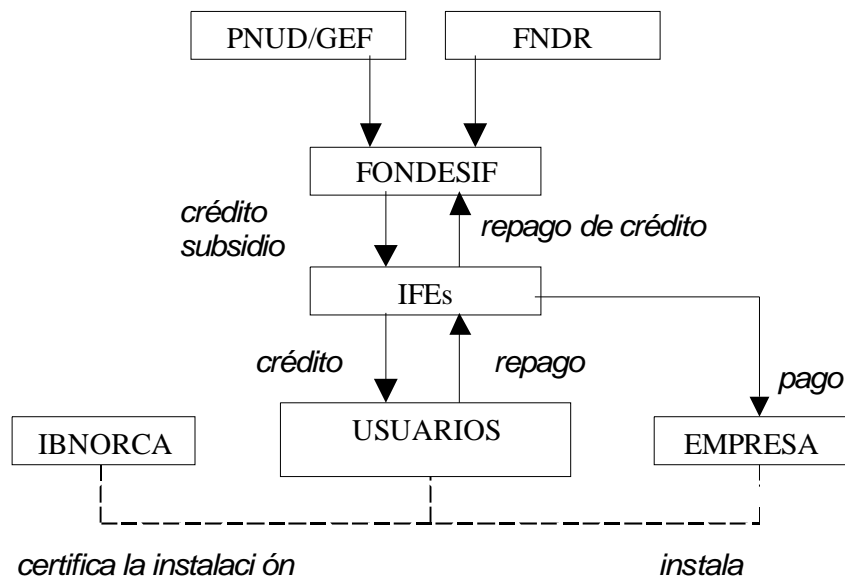 PNUD/GEF
FNDR
FONDESIF
crédito
subsidio
repago de crédito
IFEs
crédito
repago
pago
IBNORCA
USUARIOS
EMPRESA
certifica la instalaci ón
instala